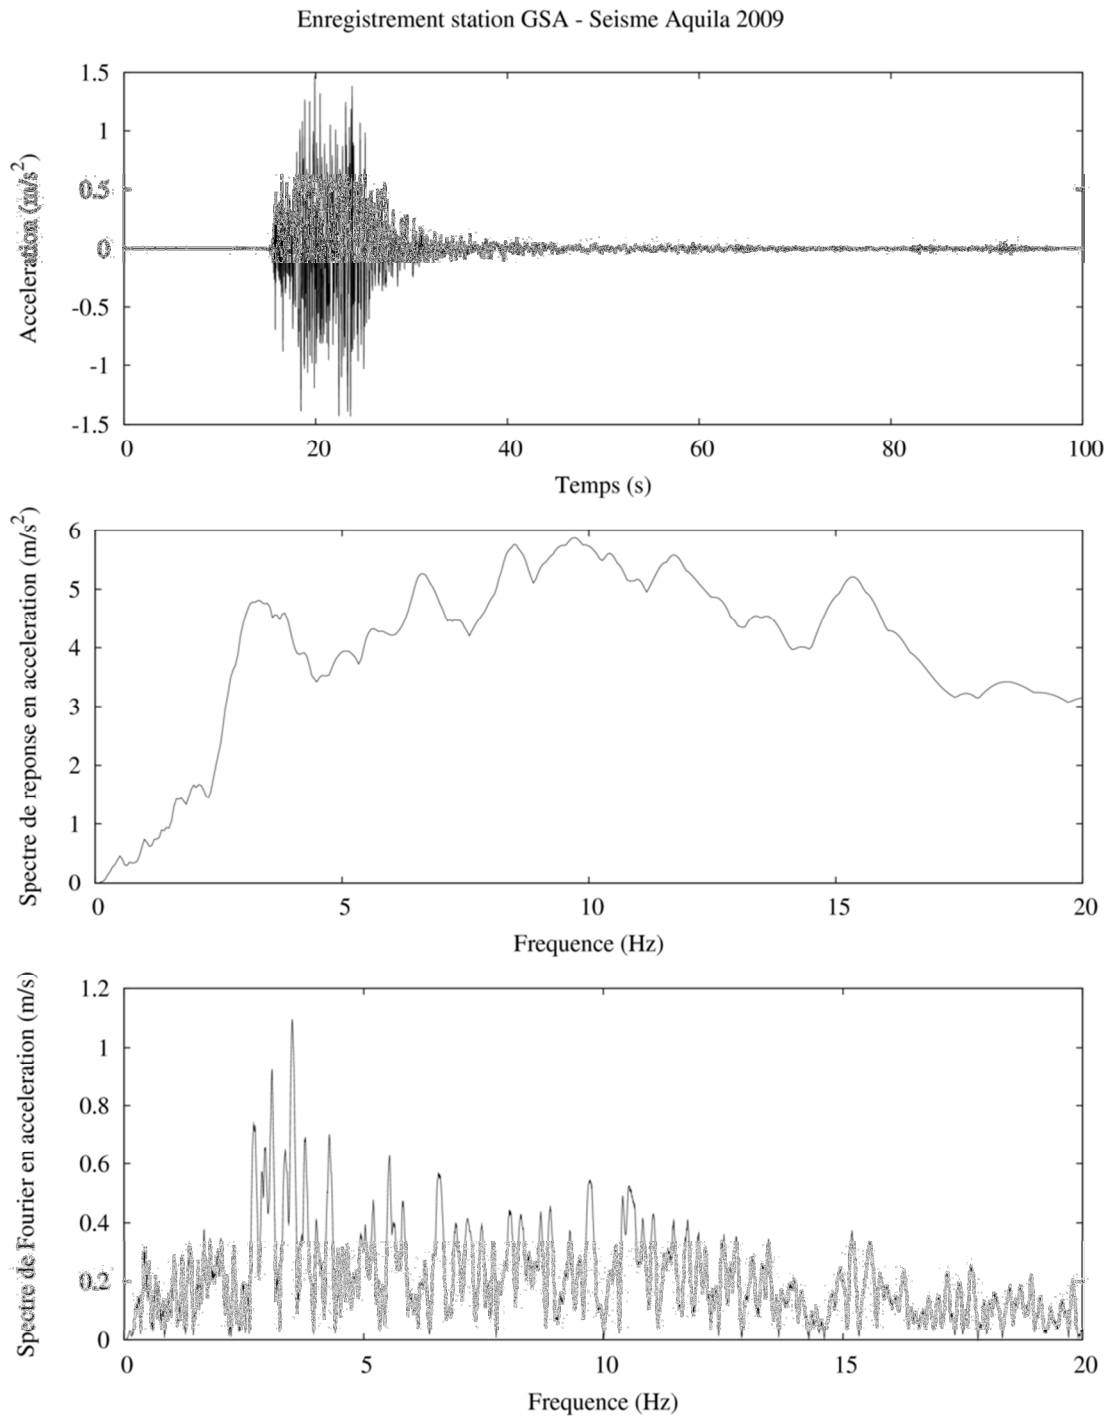 Enregistrement station GSA - Seisme Aquila 2009
Acceleration (m/s2)
1.5
1
0.5
0
-0.5
-1
-1.5
0 20 40 60 80 100
Temps (s)
Spectre de reponse en acceleration (m/s2)
6
5
4
3
2
1
0
0 5 10 15 20
Frequence (Hz)
Spectre de Fourier en acceleration (m/s)
1.2
1
0.8
0.6
0.4
0.2
0
0 5 10 15 20
Frequence (Hz)